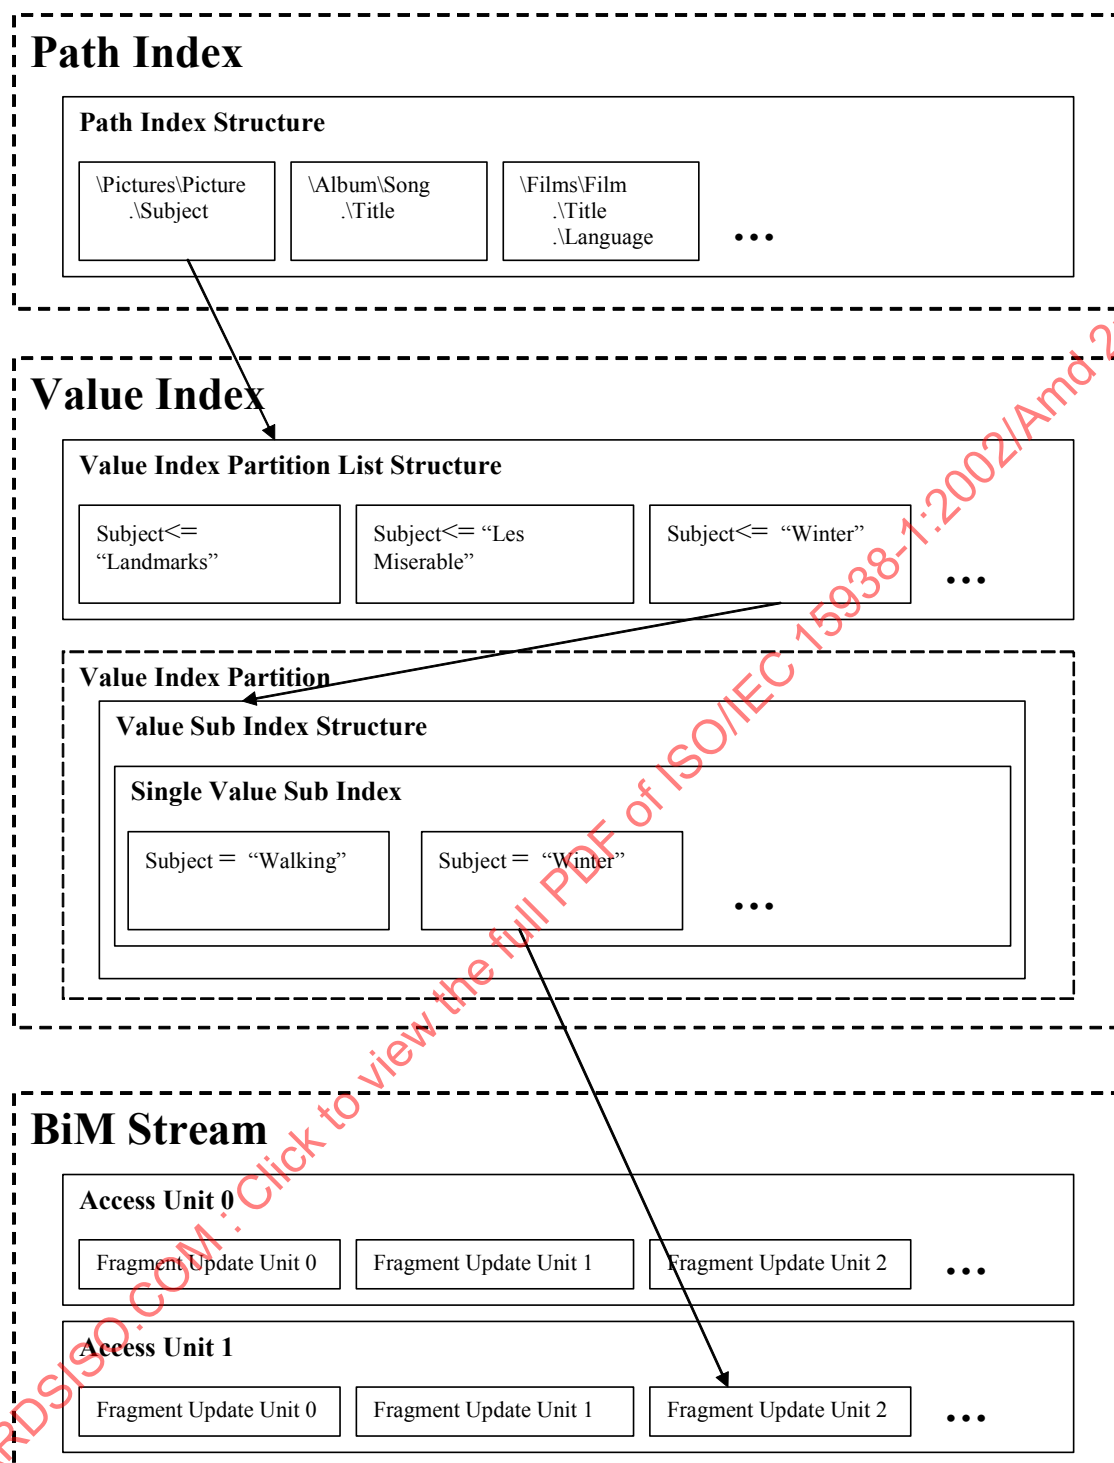 Path Index
Path Index Structure
\Pictures\Picture
.\Subject
\Album\Song
.\Title
\Films\Film
.\Title
.\Language
...
Value Index
Value Index Partition List Structure
Subject<=
“Landmarks”
Subject<= “Les
Miserable”
Subject<= “Winter”
...
Value Index Partition
Value Sub Index Structure
Single Value Sub Index
Subject = “Walking”
Subject = “Winter”
...
BiM Stream
Access Unit 0
Fragment Update Unit 0
Fragment Update Unit 1
Fragment Update Unit 2
...
Access Unit 1
Fragment Update Unit 0
Fragment Update Unit 1
Fragment Update Unit 2
...
RDSISO.COM : Click to view the full PDF of ISO/IEC 15938-1:2002/Amd 2